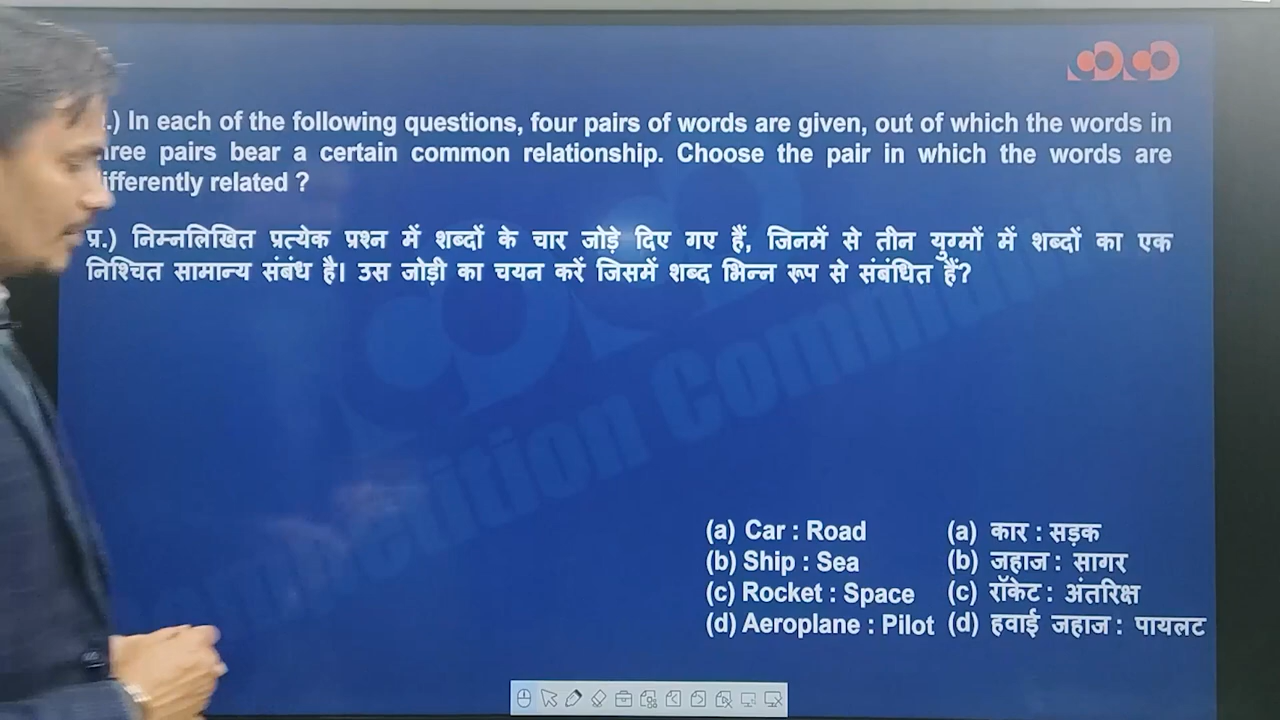 .) In each of the following questions, four pairs of words are given, out of which the words in
hree pairs bear a certain common relationship. Choose the pair in which the words are
ifferently related ?
प्र.) निम्नलिखित प्रत्येक प्रश्न में शब्दों के चार जोड़े दिए गए हैं, जिनमें से तीन युग्मों में शब्दों का एक
निश्चित सामान्य संबंध है। उस जोड़ी का चयन करें जिसमें शब्द भिन्न रूप से संबंधित हैं?
(a) Car : Road (a) कार : सड़क
(b) Ship : Sea (b) जहाज : सागर
(c) Rocket : Space (c) रॉकेट : अंतरिक्ष
(d) Aeroplane : Pilot (d) हवाई जहाज : पायलट